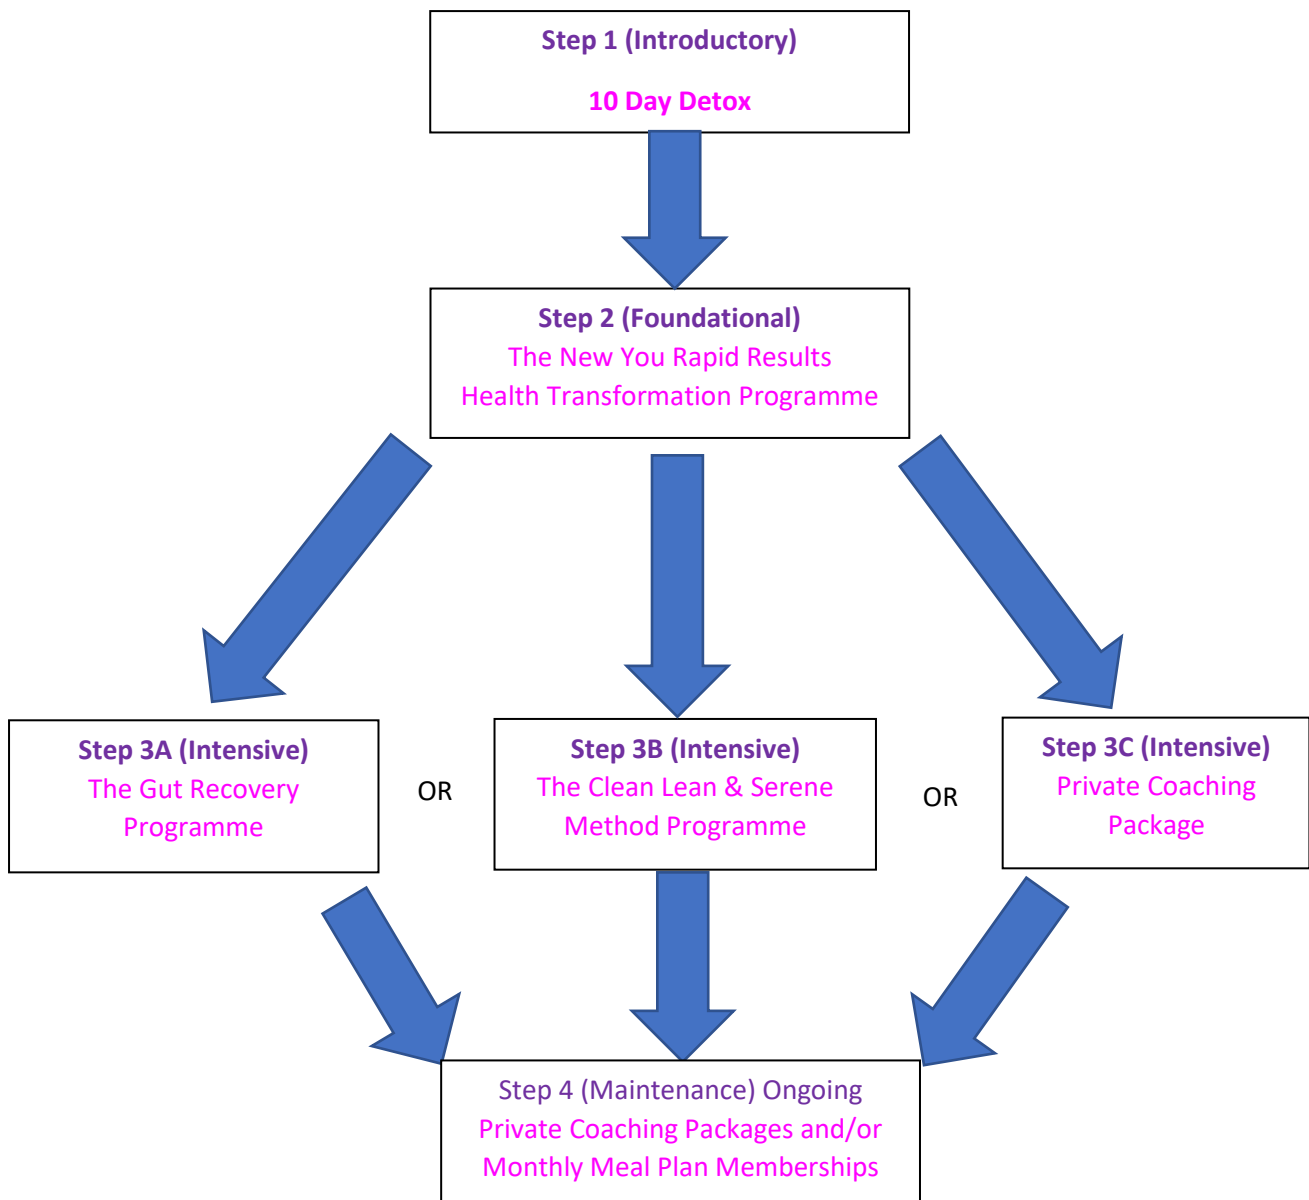 Step 1 (Introductory)
10 Day Detox
Step 2 (Foundational)
The New You Rapid Results
Health Transformation Programme
Step 3A (Intensive)
The Gut Recovery
Programme
OR
Step 3B (Intensive)
The Clean Lean & Serene
Method Programme
OR
Step 3C (Intensive)
Private Coaching
Package
Step 4 (Maintenance) Ongoing
Private Coaching Packages and/or
Monthly Meal Plan Memberships